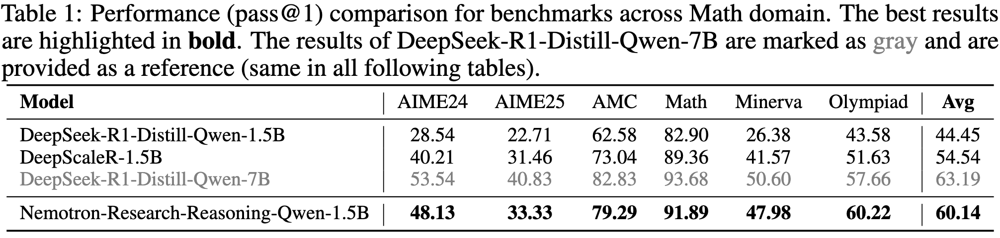 Table 1: Performance (pass@1) comparison for benchmarks across Math domain. The best results
are highlighted in bold. The results of DeepSeek-R1-Distill-Qwen-7B are marked as gray and are
provided as a reference (same in all following tables).
Model AIME24 AIME25 AMC Math Minerva Olympiad Avg
DeepSeek-R1-Distill-Qwen-1.5B 28.54 22.71 62.58 82.90 26.38 43.58 44.45
DeepScaleR-1.5B 40.21 31.46 73.04 89.36 41.57 51.63 54.54
DeepSeek-R1-Distill-Qwen-7B 53.54 40.83 82.83 93.68 50.60 57.66 63.19
Nemotron-Research-Reasoning-Qwen-1.5B 48.13 33.33 79.29 91.89 47.98 60.22 60.14